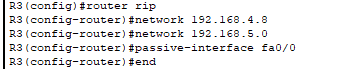 R3(config)#router rip
R3(config-router)#network 192.168.4.8
R3(config-router)#network 192.168.5.0
R3(config-router)#passive-interface fa0/0
R3(config-router)#end